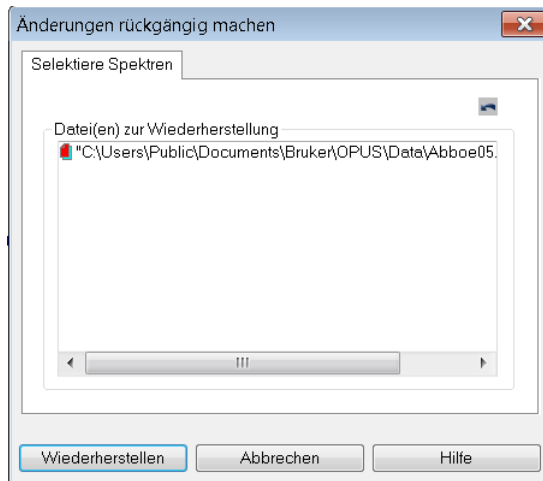 Änderungen rückgängig machen
Selektiere Spektren
Datei(en) zur Wiederherstellung
"C:\Users\Public\Documents\Bruker\OPUS\Data\Abboe05.
Wiederherstellen
Abbrechen
Hilfe